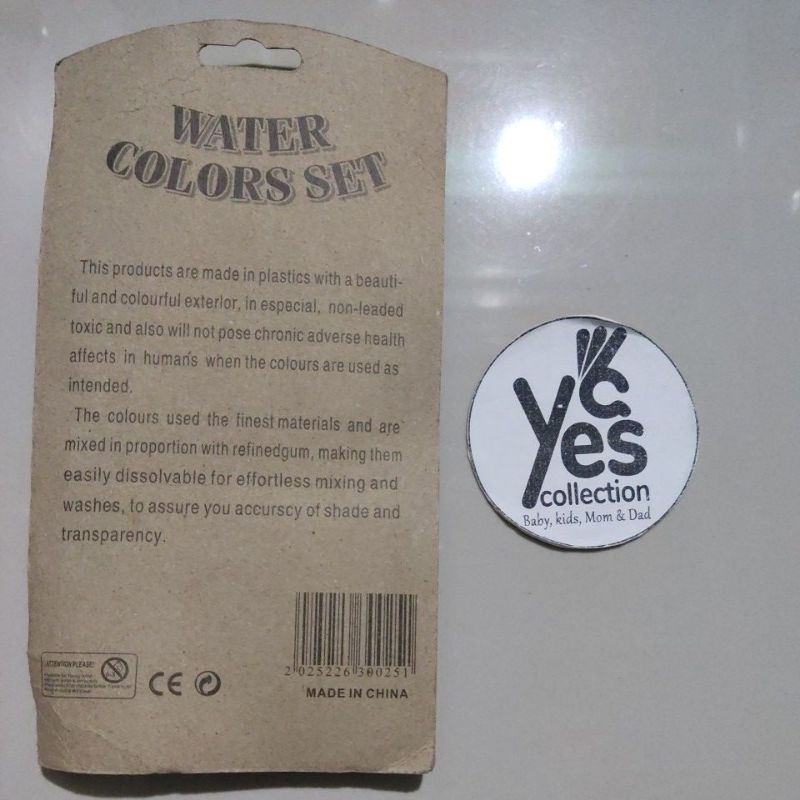 WATER
COLORS SET
This products are made in plastics with a beauti-
ful and colourful exterior, in especial, non-leaded
toxic and also will not pose chronic adverse health
affects in humans when the colours are used as
intended.
The colours used the finest materials and are
mixed in proportion with refinedgum, making them
easily dissolvable for effortless mixing and
washes, to assure you accurscy of shade and
transparency.
ATTENTION PLEASE!
CE
2 025226 300251
MADE IN CHINA
yes
collection
Baby, kids, Mom & Dad